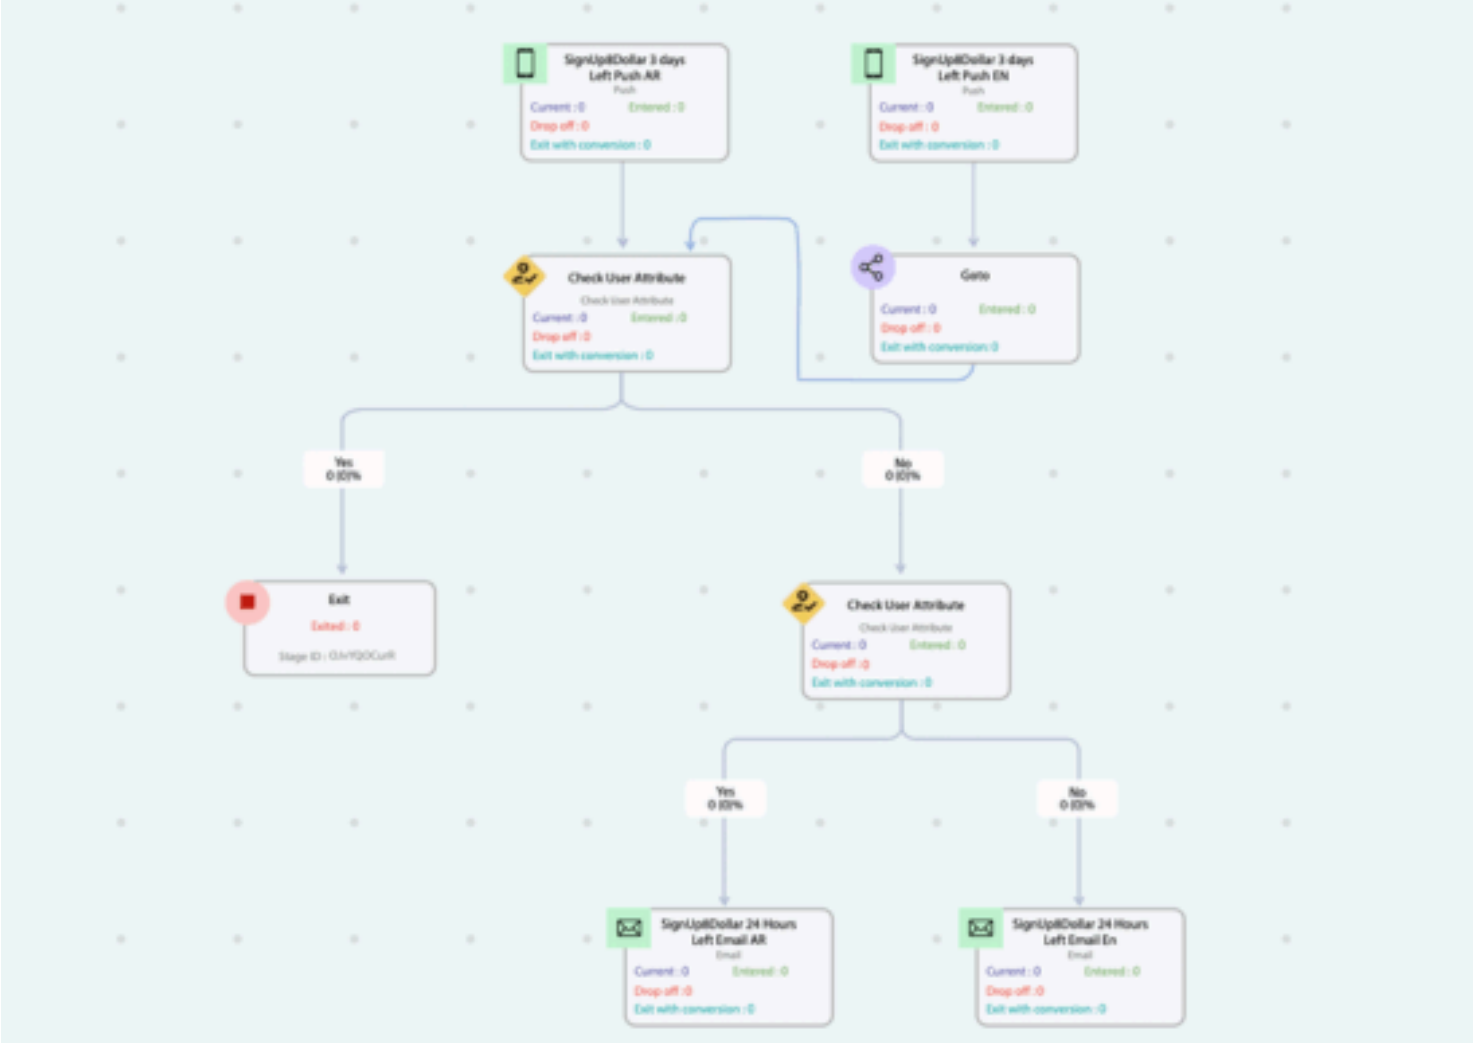 SignUp8Dollar 3 days
Left Push AR
Push
Current : 0 Entered : 0
Drop off : 0
Exit with conversion : 0
SignUp8Dollar 3 days
Left Push EN
Push
Current : 0 Entered : 0
Drop off : 0
Exit with conversion : 0
Check User Attribute
Check User Attribute
Current : 0 Entered : 0
Drop off : 0
Exit with conversion : 0
Goto
Current : 0 Entered : 0
Drop off : 0
Exit with conversion : 0
Yes
0 (0)%
No
0 (0)%
Exit
Exited : 0
Stage ID :
Check User Attribute
Check User Attribute
Current : 0 Entered : 0
Drop off : 0
Exit with conversion : 0
Yes
0 (0)%
No
0 (0)%
SignUp8Dollar 24 Hours
Left Email AR
Email
Current : 0 Entered : 0
Drop off : 0
Exit with conversion : 0
SignUp8Dollar 24 Hours
Left Email En
Email
Current : 0 Entered : 0
Drop off : 0
Exit with conversion : 0